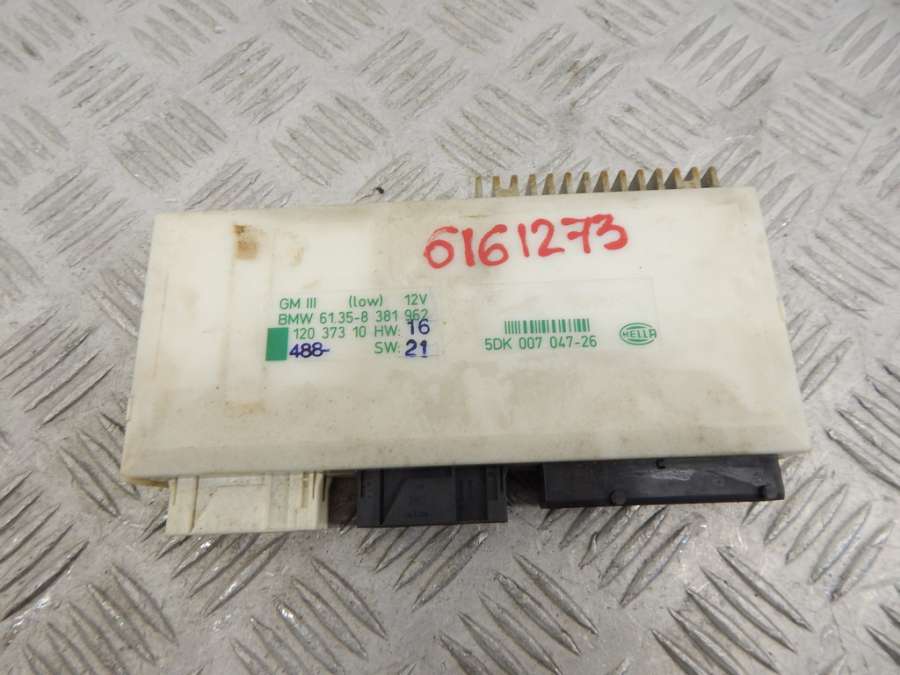 6161273
GM III (low) 12V
BMW 61.35-8 381 962
120 373 10 HW: 16
488- SW: 21
5DK 007 047-26
HELLA